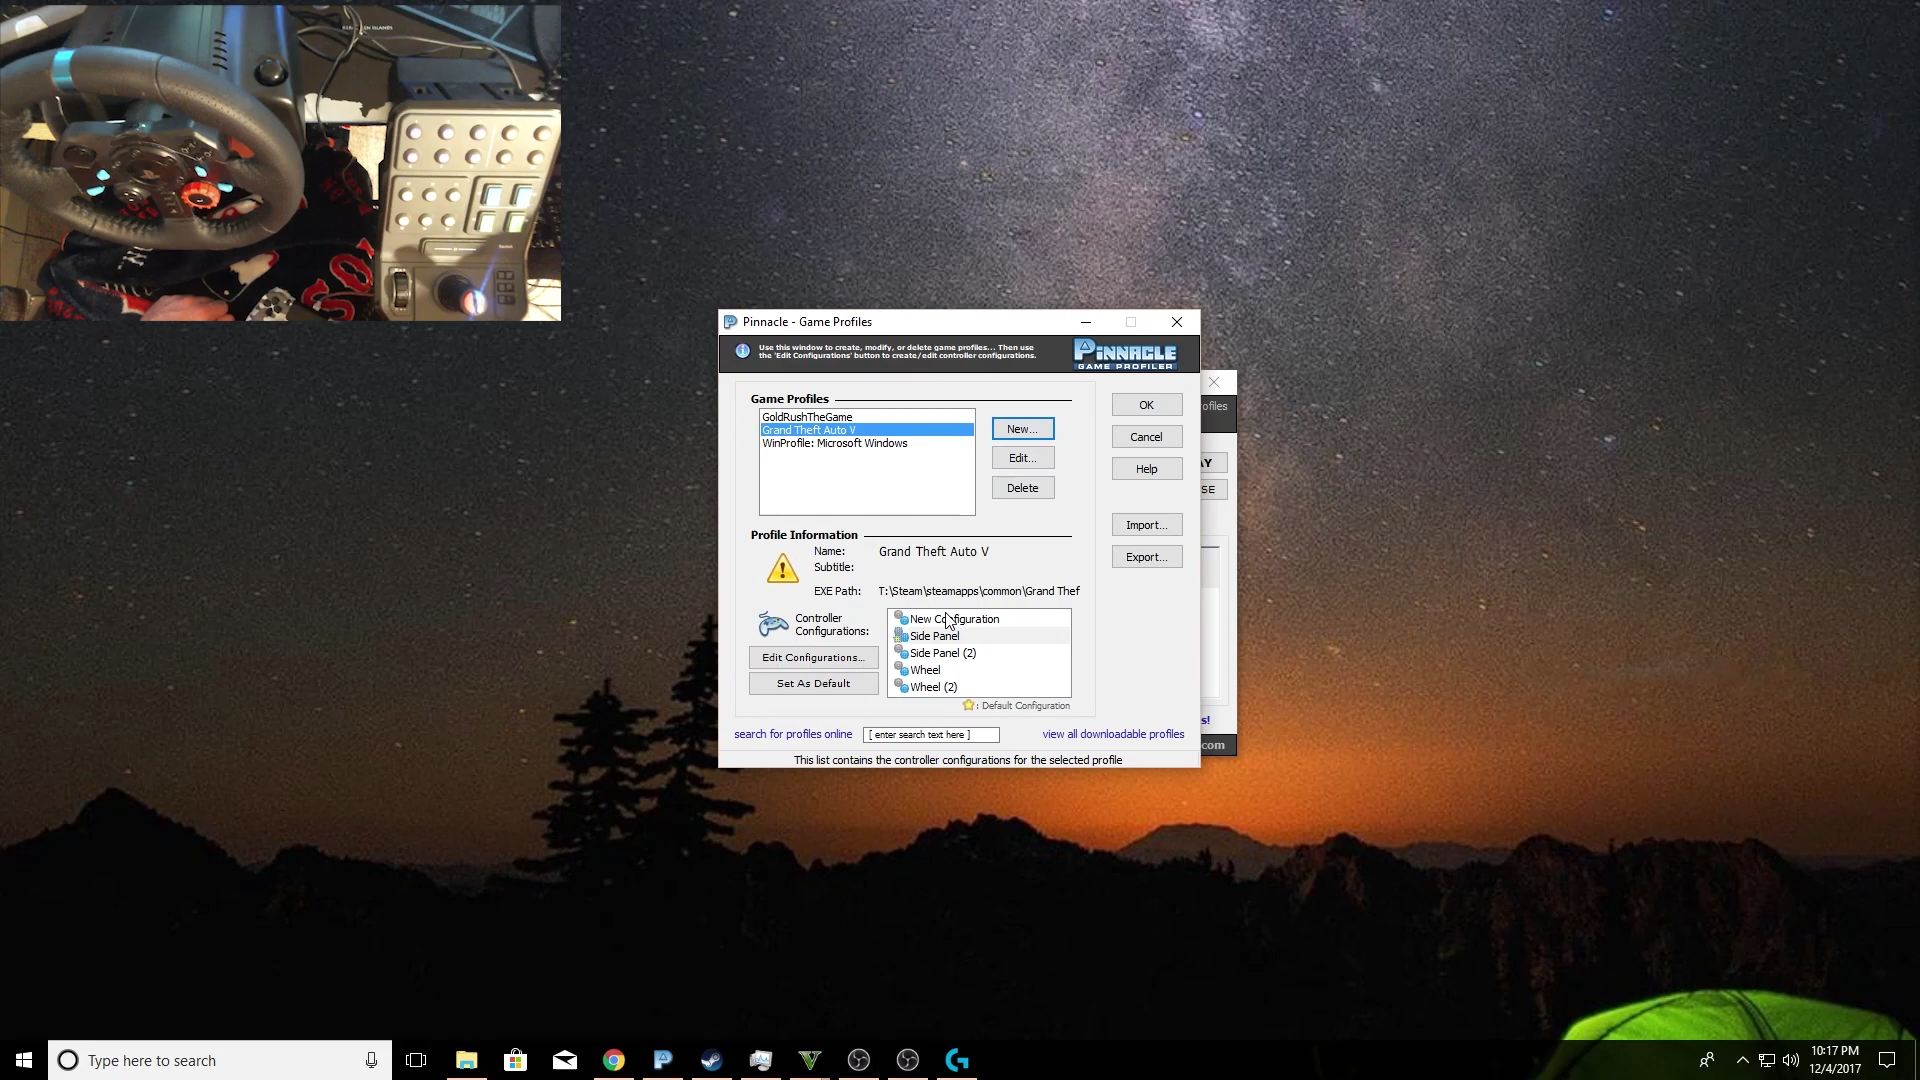 Pinnacle - Game Profiles
Use this window to create, modify, or delete game profiles... Then use
the 'Edit Configurations' button to create/edit controller configurations.
PINNACLE
GAME PROFILER
Game Profiles
GoldRushTheGame
Grand Theft Auto V
WinProfile: Microsoft Windows
New...
Edit...
Delete
OK
Cancel
Help
Import...
Export...
Profile Information
Name: Grand Theft Auto V
Subtitle:
EXE Path: T:\Steam\steamapps\common\Grand Thef
Controller
Configurations:
Edit Configurations...
Set As Default
New Configuration
Side Panel
Side Panel (2)
Wheel
Wheel (2)
: Default Configuration
search for profiles online
[ enter search text here ]
view all downloadable profiles
This list contains the controller configurations for the selected profile
ofiles
AY
SE
s!
com
Type here to search
10:17 PM
12/4/2017